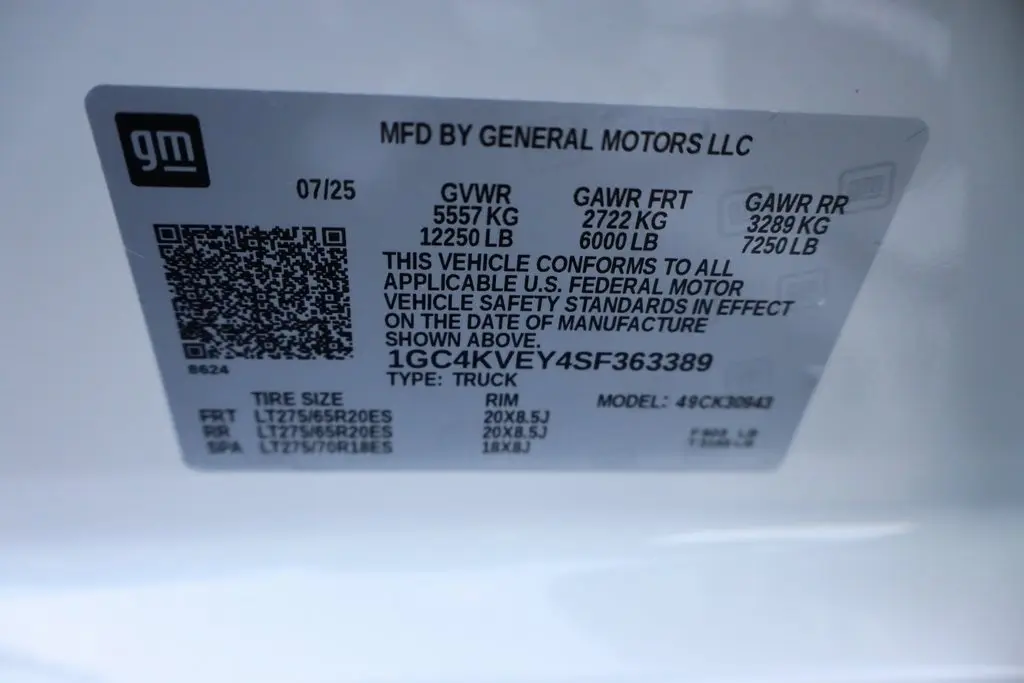 gm
MFD BY GENERAL MOTORS LLC
07/25 GVWR GAWR FRT GAWR RR
5557 KG 2722 KG 3289 KG
12250 LB 6000 LB 7250 LB
THIS VEHICLE CONFORMS TO ALL
APPLICABLE U.S. FEDERAL MOTOR
VEHICLE SAFETY STANDARDS IN EFFECT
ON THE DATE OF MANUFACTURE
SHOWN ABOVE.
8624
1GC4KVEY4SF363389
TYPE: TRUCK
TIRE SIZE RIM MODEL: 49CK30943
FRT LT275/65R20ES 20X8.5J
RR LT275/65R20ES 20X8.5J
SPA LT275/70R18ES 18X8J